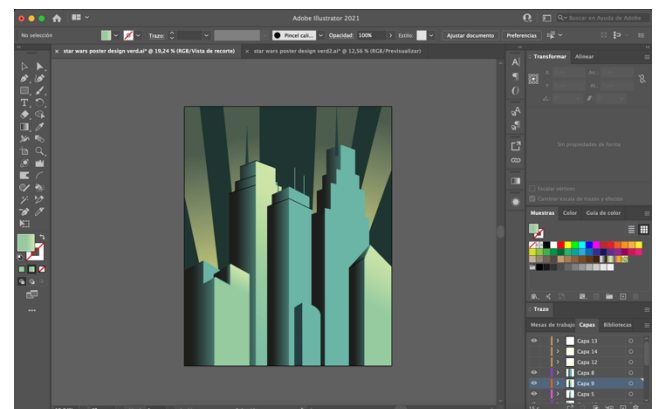 Adobe Illustrator 2021
Buscar en Ayuda de Adobe
No selección
Trazo:
Pincel cali...
Opacidad: 100%
Estilo:
Ajustar documento
Preferencias
× star wars poster design verd.ai* @ 19,24 % (RGB/Vista de recorte)
× star wars poster design verd2.ai* @ 12,56 % (RGB/Previsualizar)
Transformar
Alinear
Sin propiedades de forma
Escalar vértices
Cambiar escala de trazos y efectos
Muestras
Color
Guía de color
Trazo
Mesas de trabajo
Capas
Bibliotecas
Capa 13
Capa 14
Capa 12
Capa 8
Capa 9
Capa 5